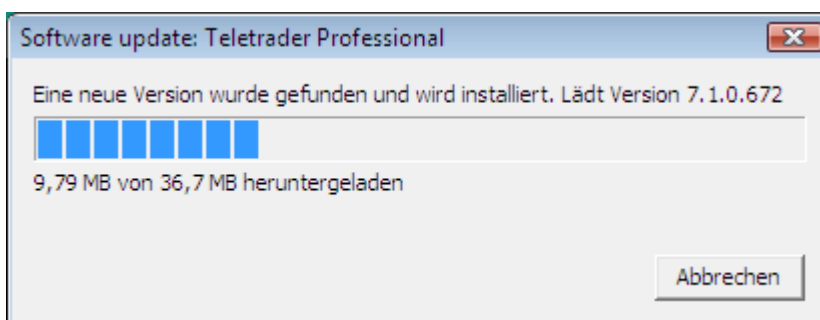 Software update: Teletrader Professional
Eine neue Version wurde gefunden und wird installiert. Lädt Version 7.1.0.672
9,79 MB von 36,7 MB heruntergeladen
Abbrechen